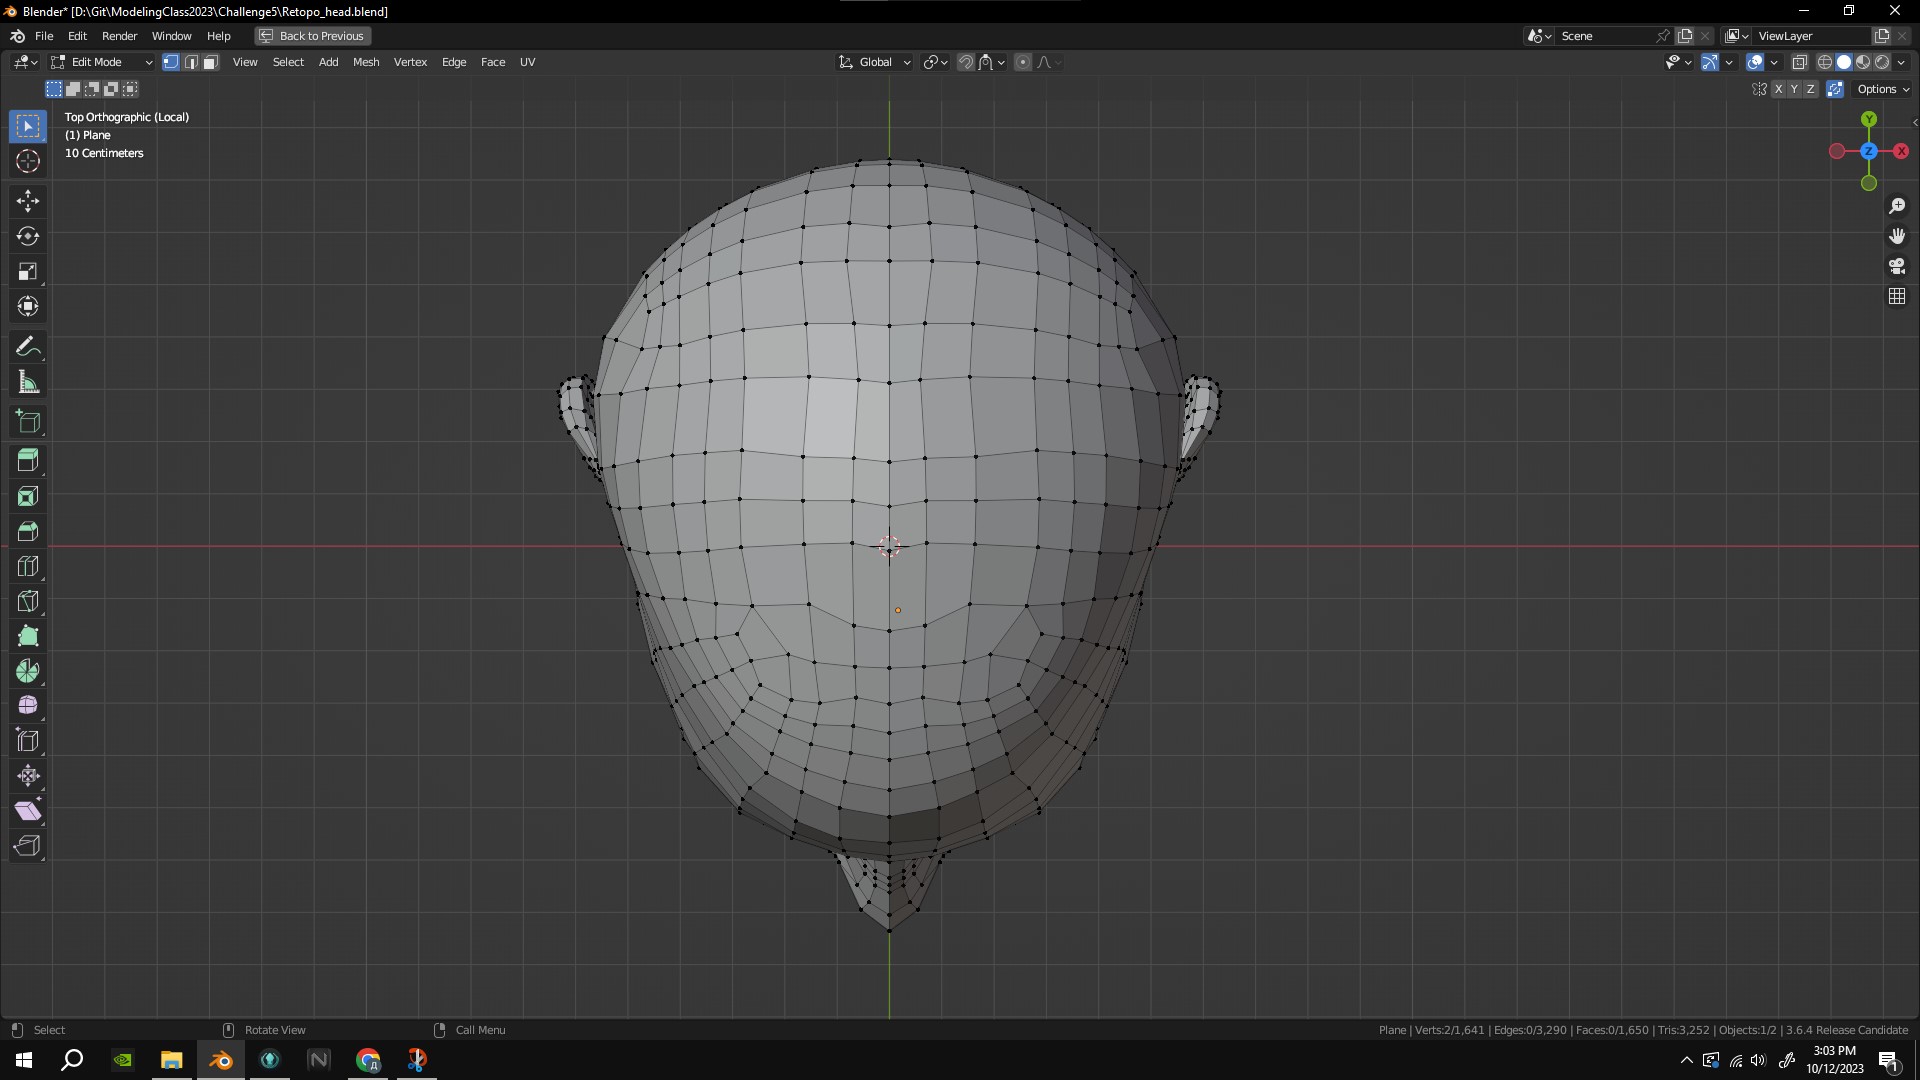 Blender* [D:\Git\ModelingClass2023\Challenge5\Retopo_head.blend]
File Edit Render Window Help Back to Previous Scene ViewLayer
Edit Mode View Select Add Mesh Vertex Edge Face UV Global
X Y Z Options
Top Orthographic (Local)
(1) Plane
10 Centimeters
Y
Z X
Select Rotate View Call Menu Plane | Verts:2/1,641 | Edges:0/3,290 | Faces:0/1,650 | Tris:3,252 | Objects:1/2 | 3.6.4 Release Candidate
3:03 PM
10/12/2023
1